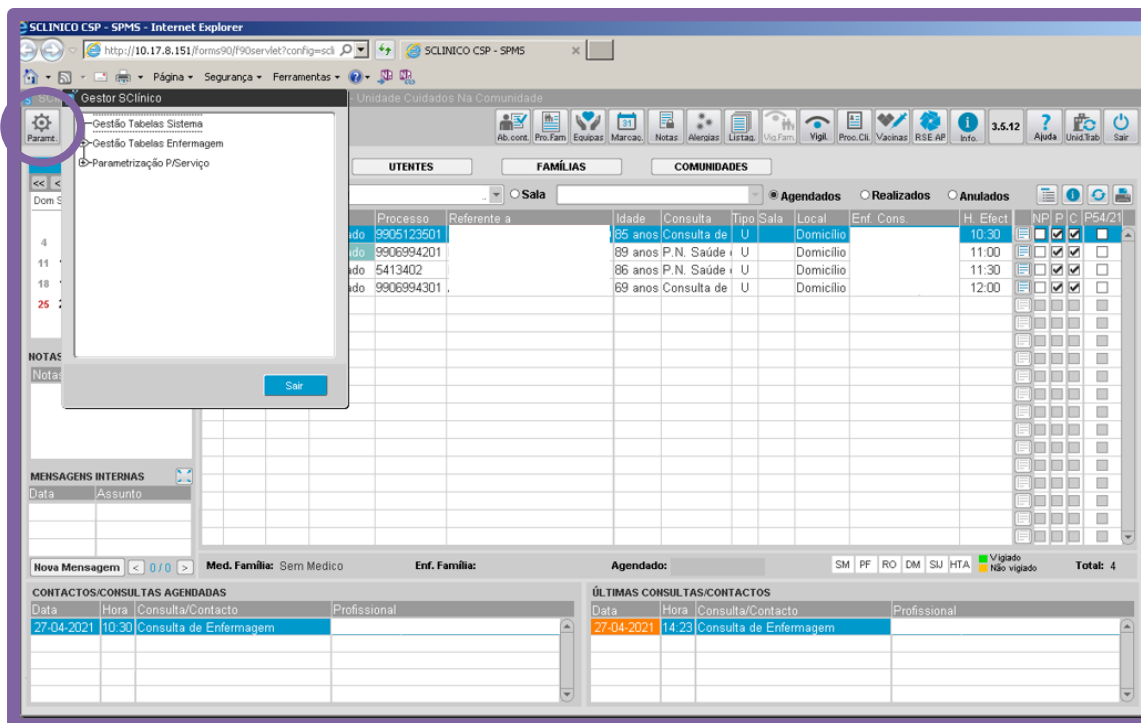 SCLINICO CSP - SPMS - Internet Explorer
http://10.17.8.151/forms90/f90servlet?config=scli SCLINICO CSP - SPMS
Página Segurança Ferramentas
Gestor SClínico - Unidade Cuidados Na Comunidade
Paramt.
Gestão Tabelas Sistema
Gestão Tabelas Enfermagem
Parametrização P/Serviço
Sair
Ab.cont. Pro.Fam Equipas Marcac. Notas Alergias Listag. Vig.Fam. Vigil. Proc.Cli. Vacinas RSE AP Info. 3.5.12 Ajuda Unid.Trab Sair
UTENTES FAMÍLIAS COMUNIDADES
<<
Sala Agendados Realizados Anulados
Dom
4
11
18
25
Processo Referente a Idade Consulta Tipo Sala Local Enf. Cons. H. Efect NP P C P54/21
ado 9905123501 85 anos Consulta de U Domicílio 10:30
ado 9906994201 89 anos P.N. Saúde U Domicílio 11:00
ado 5413402 86 anos P.N. Saúde U Domicílio 11:30
ado 9906994301 69 anos Consulta de U Domicílio 12:00
NOTAS
Notas
MENSAGENS INTERNAS
Data Assunto
Nova Mensagem < 0 / 0 >
Med. Família: Sem Medico Enf. Família: Agendado: SM PF RO DM SIJ HTA Vigiado Não vigiado Total: 4
CONTACTOS/CONSULTAS AGENDADAS
Data Hora Consulta/Contacto Profissional
27-04-2021 10:30 Consulta de Enfermagem
ÚLTIMAS CONSULTAS/CONTACTOS
Data Hora Consulta/Contacto Profissional
27-04-2021 14:23 Consulta de Enfermagem